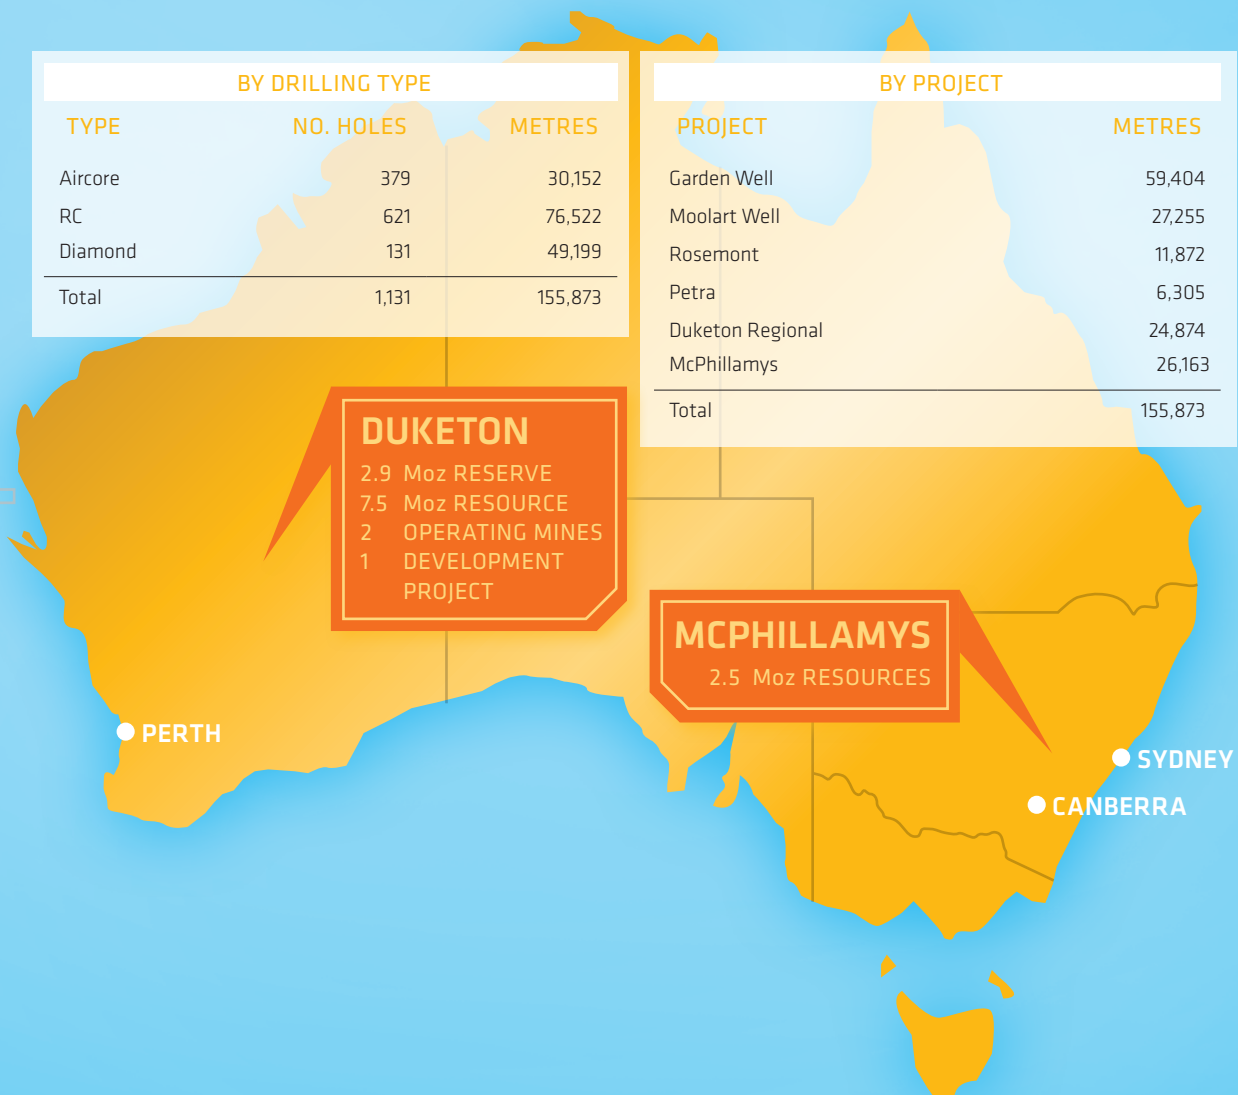 BY DRILLING TYPE
TYPE NO. HOLES METRES
Aircore 379 30,152
RC 621 76,522
Diamond 131 49,199
Total 1,131 155,873
BY PROJECT
PROJECT METRES
Garden Well 59,404
Moolart Well 27,255
Rosemont 11,872
Petra 6,305
Duketon Regional 24,874
McPhillamys 26,163
Total 155,873
DUKETON
2.9 Moz RESERVE
7.5 Moz RESOURCE
2 OPERATING MINES
1 DEVELOPMENT
PROJECT
MCPHILLAMYS
2.5 Moz RESOURCES
PERTH
SYDNEY
CANBERRA